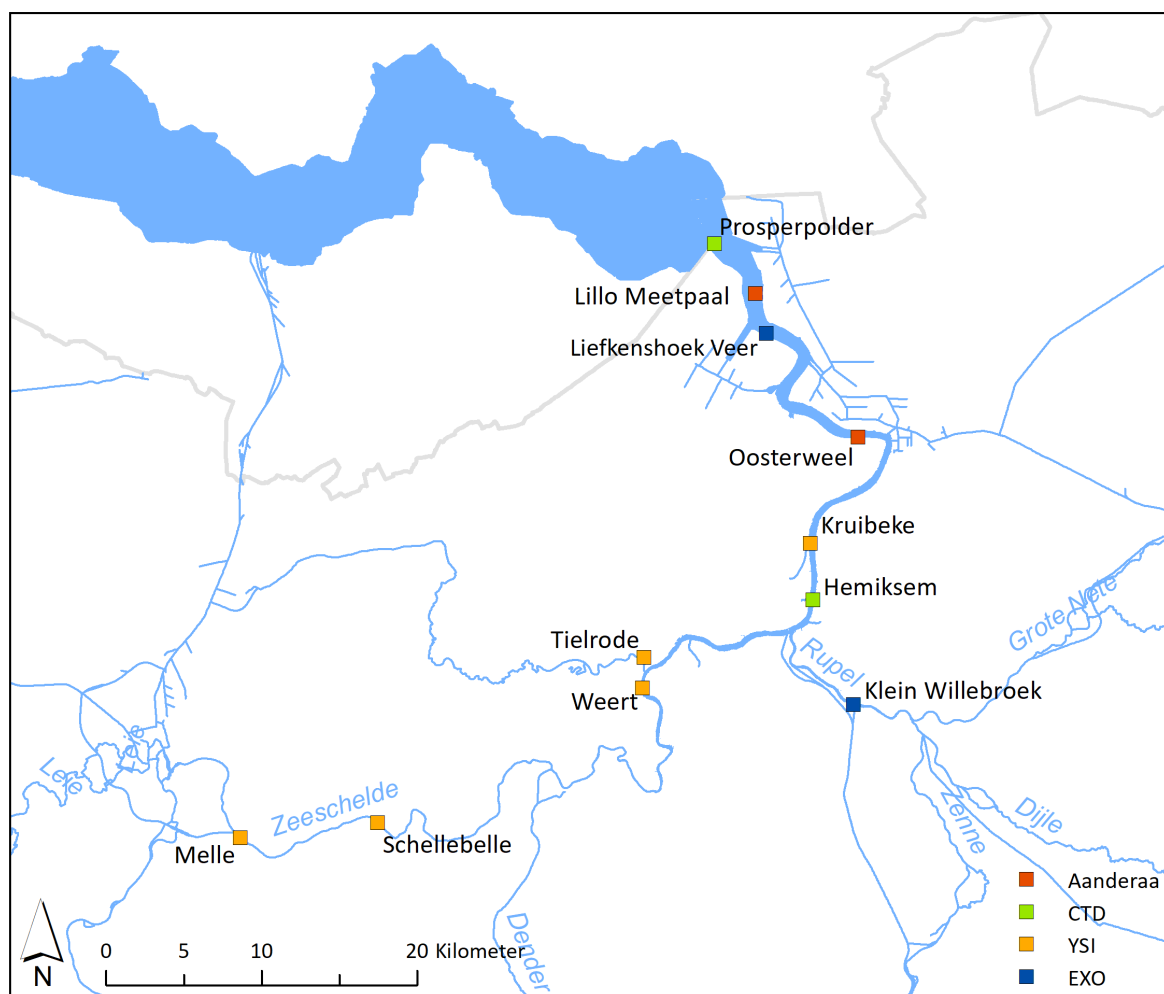 Prosperpolder
Lillo Meetpaal
Liefkenshoek Veer
Oosterweel
Kruibeke
Hemiksem
Grote Nete
Tielrode
Rupel
Weert
Klein Willebroek
Leie
Leie
Zeeschelde
Zenne
Dijle
Melle
Schellebelle
Dender
Aanderaa
CTD
YSI
EXO
0 5 10 20 Kilometer
N